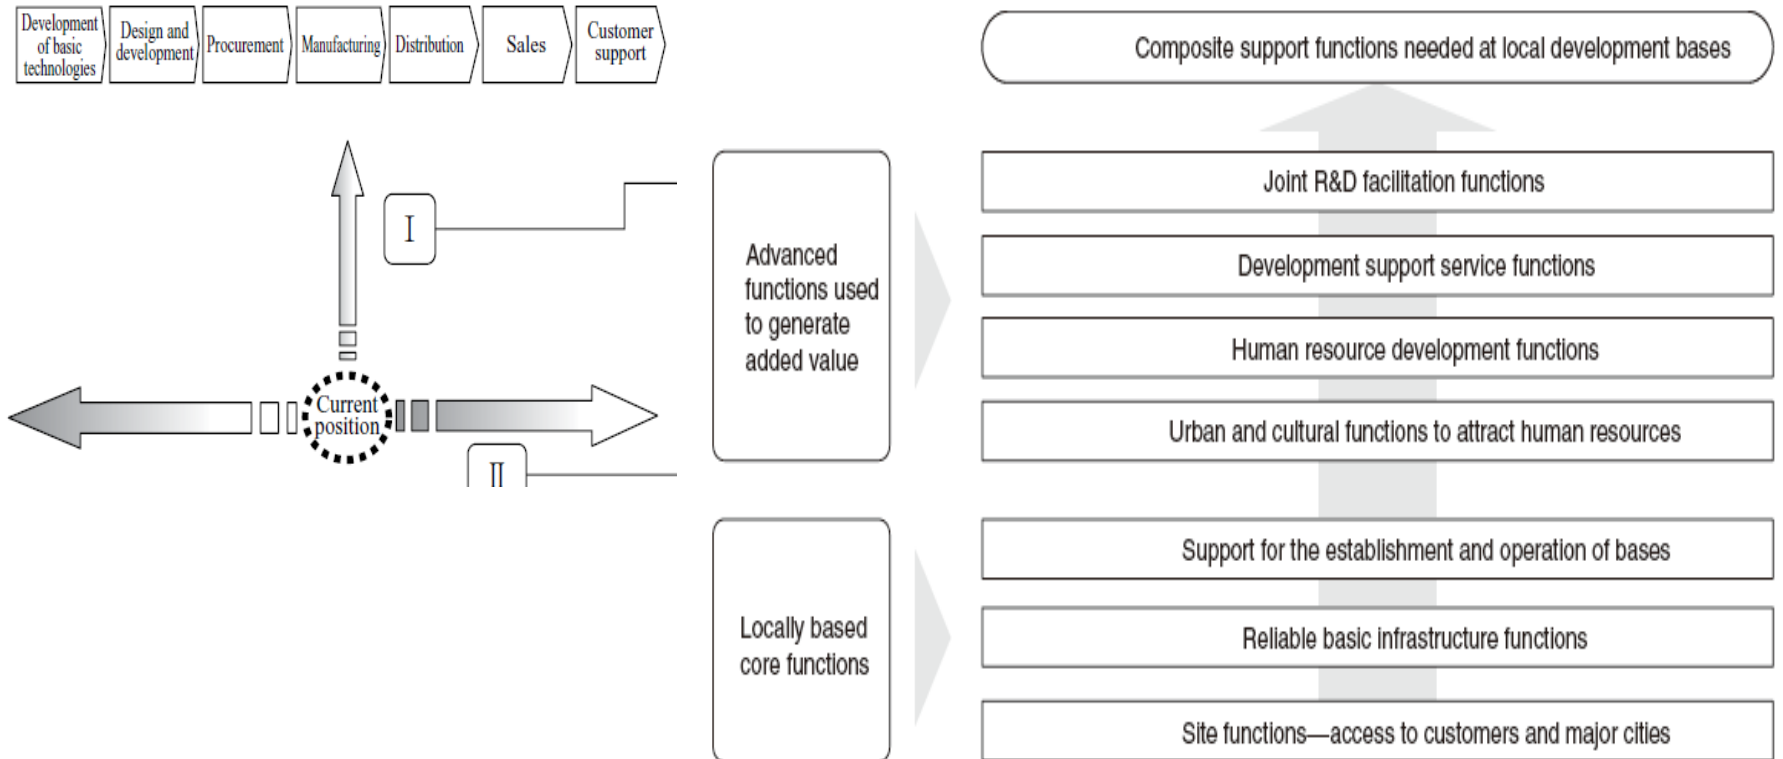 Development
of basic
technologies
Design and
development
Procurement
Manufacturing
Distribution
Sales
Customer
support
I
Current
position
II
Composite support functions needed at local development bases
Advanced
functions used
to generate
added value
Joint R&D facilitation functions
Development support service functions
Human resource development functions
Urban and cultural functions to attract human resources
Locally based
core functions
Support for the establishment and operation of bases
Reliable basic infrastructure functions
Site functions—access to customers and major cities